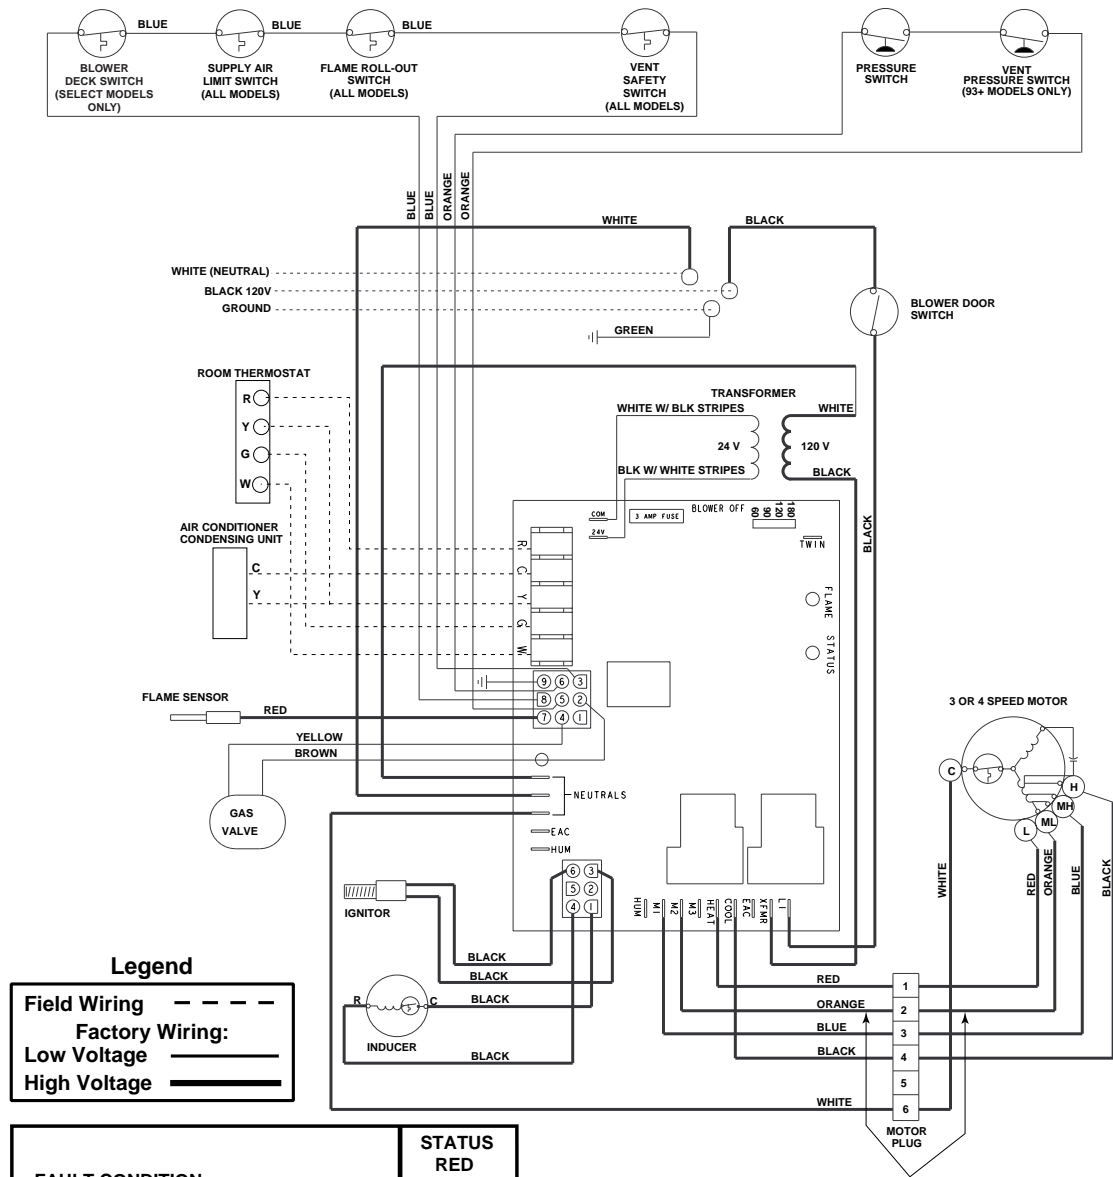 BLUE
BLUE
BLUE
BLOWER
DECK SWITCH
(SELECT MODELS
ONLY)
SUPPLY AIR
LIMIT SWITCH
(ALL MODELS)
FLAME ROLL-OUT
SWITCH
(ALL MODELS)
VENT
SAFETY
SWITCH
(ALL MODELS)
PRESSURE
SWITCH
VENT
PRESSURE SWITCH
(93+ MODELS ONLY)
BLUE
BLUE
ORANGE
ORANGE
WHITE
BLACK
WHITE (NEUTRAL)
BLACK 120V
GROUND
GREEN
BLOWER DOOR
SWITCH
ROOM THERMOSTAT
R
Y
G
W
TRANSFORMER
WHITE W/ BLK STRIPES
WHITE
24 V
120 V
BLK W/ WHITE STRIPES
BLACK
BLACK
AIR CONDITIONER
CONDENSING UNIT
C
Y
COM
24V
3 AMP FUSE
BLOWER OFF
60
90
120
180
TWIN
R
C
Y
G
W
FLAME
STATUS
9 6 3
8 5 2
7 4 1
FLAME SENSOR
RED
YELLOW
BROWN
GAS
VALVE
NEUTRALS
EAC
HUM
3 OR 4 SPEED MOTOR
C
H
MH
ML
L
WHITE
RED
ORANGE
BLUE
BLACK
6 3
5 2
4 1
IGNITOR
HUM
M1
M2
M3
HEAT
COOL
EAC
XFMR
L1
BLACK
BLACK
R
C
BLACK
INDUCER
BLACK
RED
1
ORANGE
2
BLUE
3
BLACK
4
5
WHITE
6
MOTOR
PLUG
Legend
Field Wiring
Factory Wiring:
Low Voltage
High Voltage
FAULT CONDITION
STATUS
RED